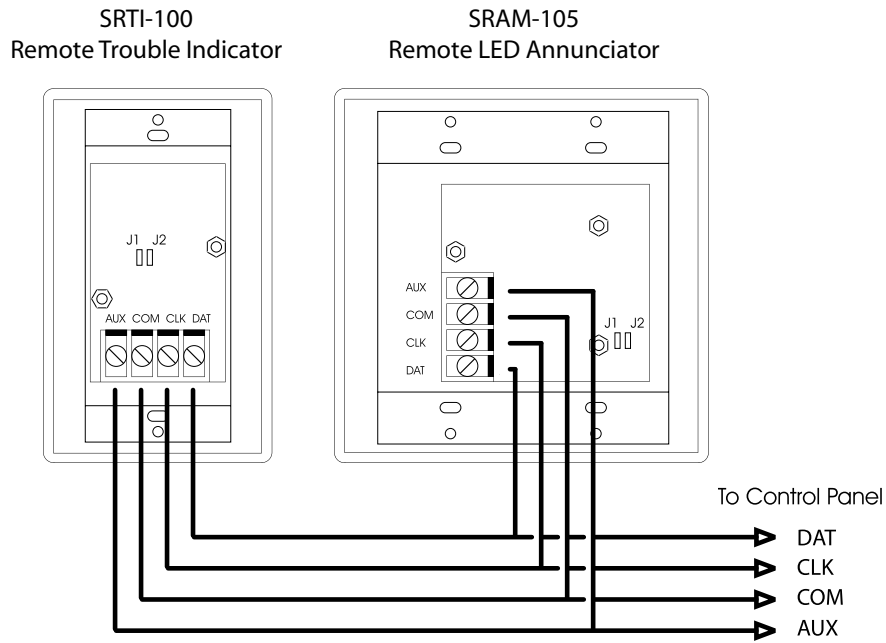 SRTI-100
Remote Trouble Indicator
SRAM-105
Remote LED Annunciator
J1 J2
AUX COM CLK DAT
AUX
COM
CLK
DAT
J1 J2
To Control Panel
DAT
CLK
COM
AUX